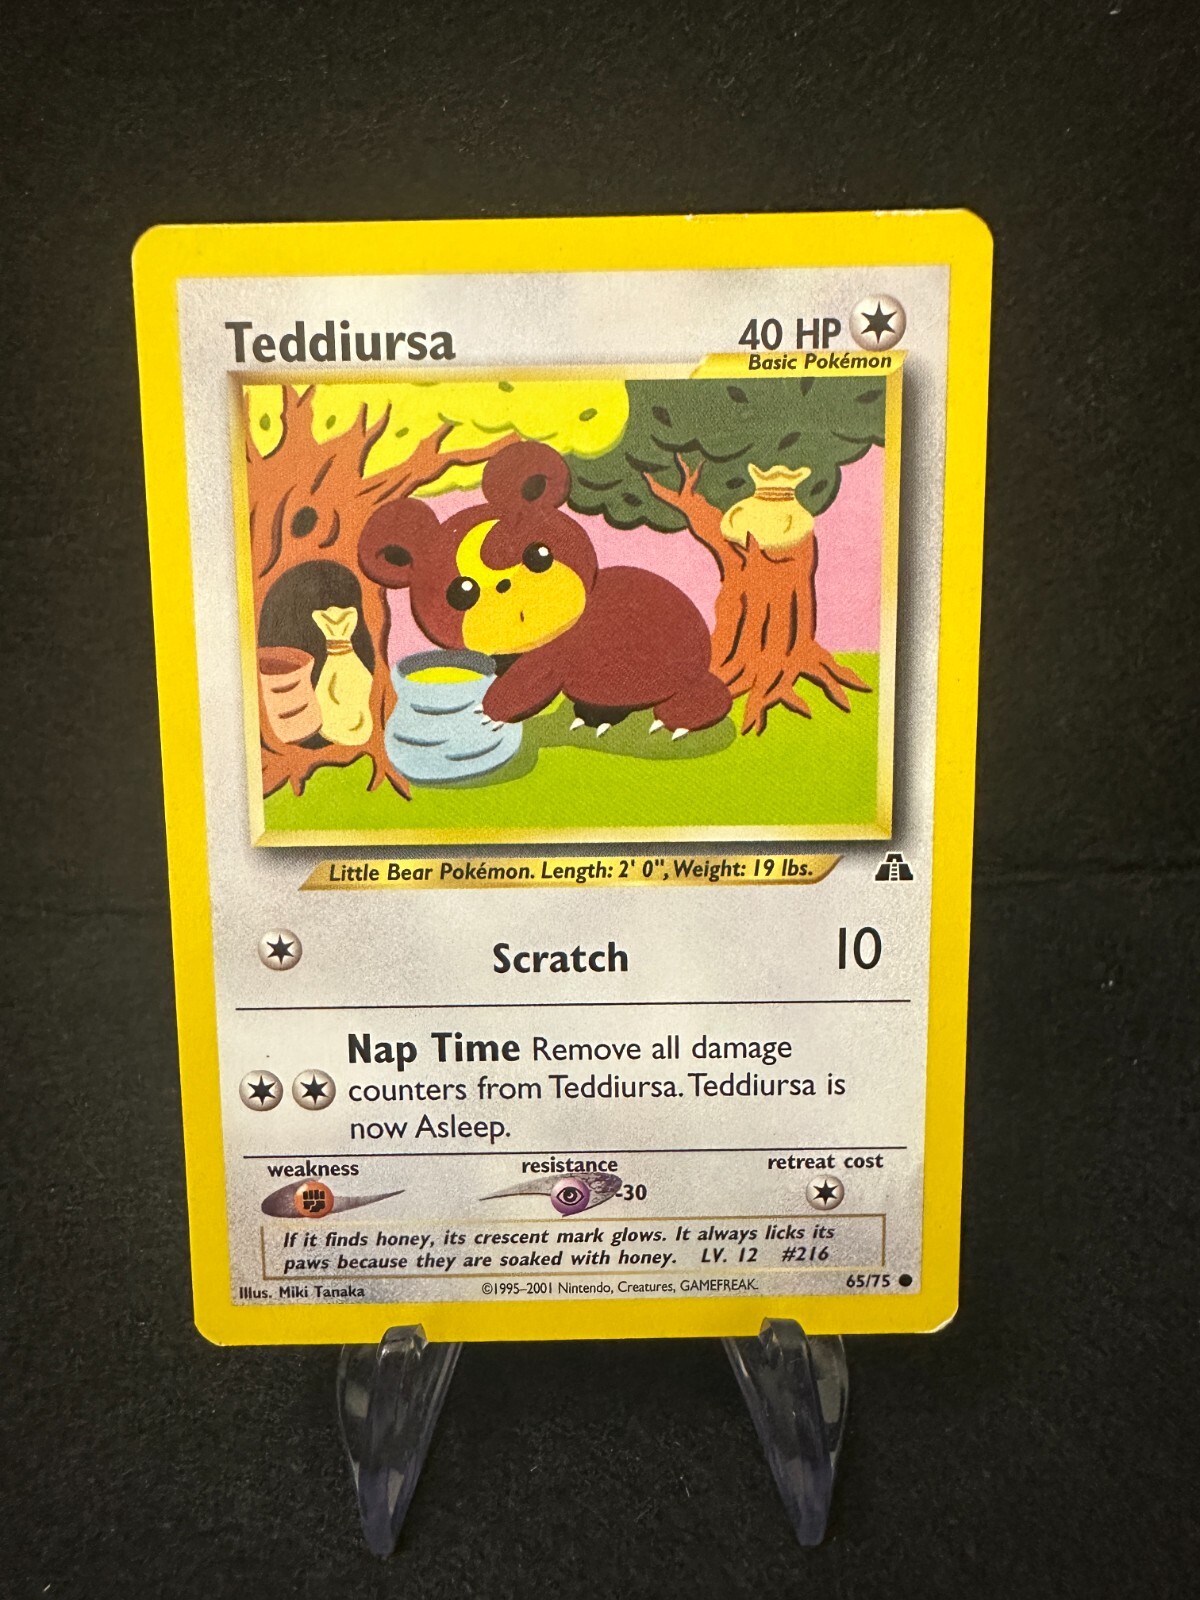 Teddiursa
40 HP
Basic Pokémon
Little Bear Pokémon. Length: 2' 0", Weight: 19 lbs.
Scratch 10
Nap Time Remove all damage
counters from Teddiursa. Teddiursa is
now Asleep.
weakness resistance retreat cost
-30
If it finds honey, its crescent mark glows. It always licks its
paws because they are soaked with honey. LV. 12 #216
Illus. Miki Tanaka ©1995–2001 Nintendo, Creatures, GAMEFREAK. 65/75